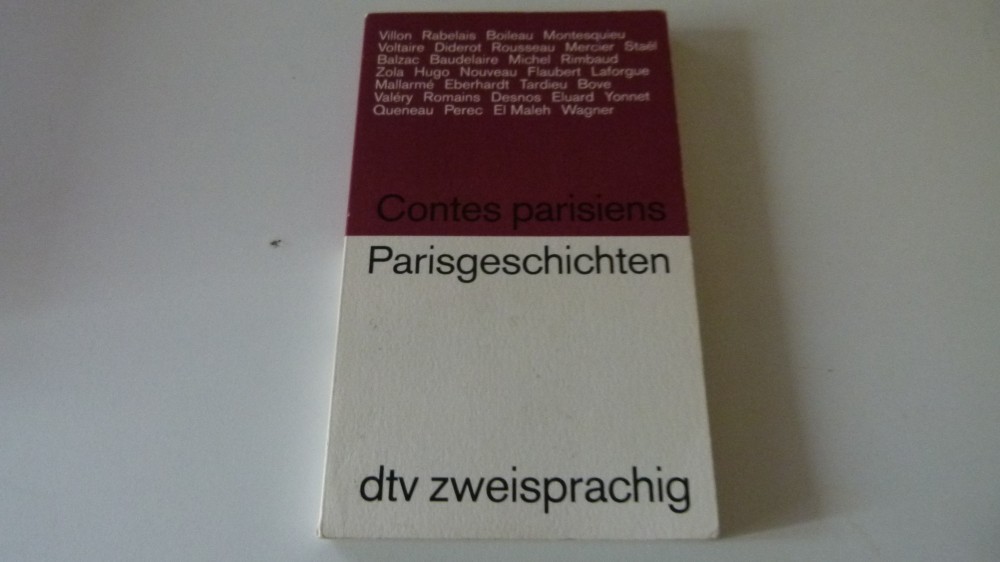 Villon Rabelais Boileau Montesquieu
Voltaire Diderot Rousseau Mercier Staël
Balzac Baudelaire Michel Rimbaud
Zola Hugo Nouveau Flaubert Laforgue
Mallarmé Eberhardt Tardieu Bove
Valéry Romains Desnos Eluard Yonnet
Queneau Perec El Maleh Wagner
Contes parisiens
Parisgeschichten
dtv zweisprachig